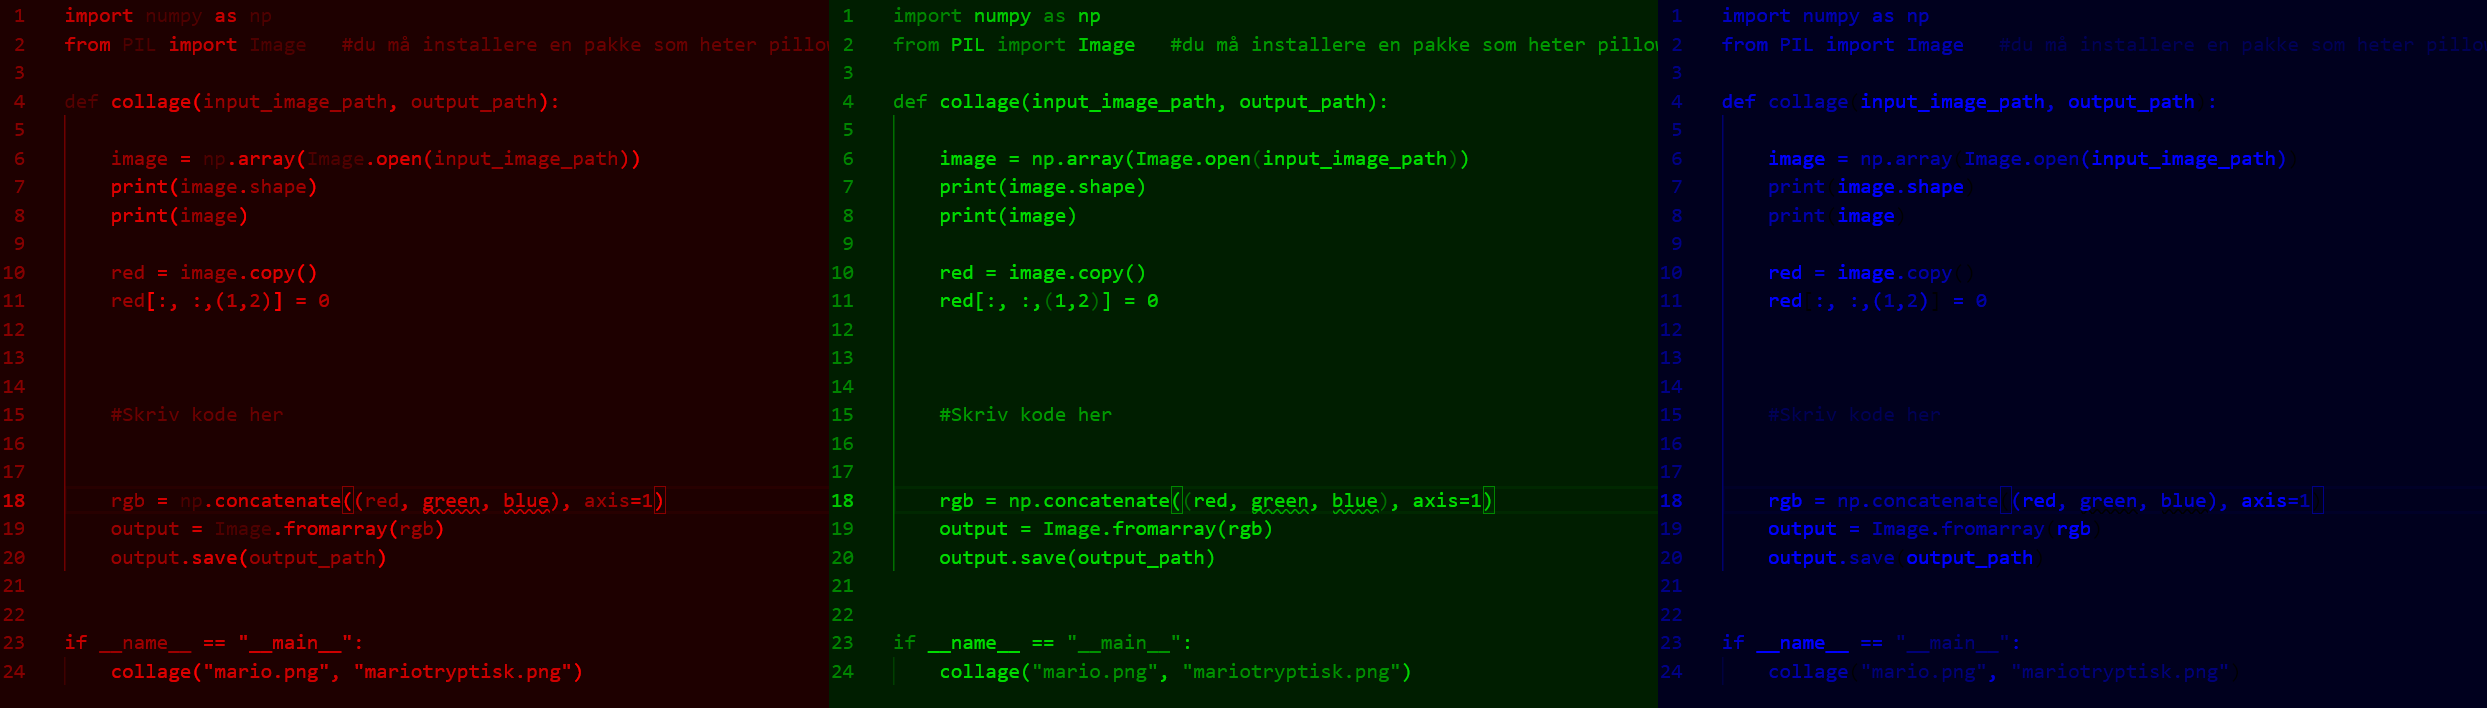 1 import numpy as np
2 from PIL import Image #du må installere en pakke som heter pillow
3
4 def collage(input_image_path, output_path):
5
6 image = np.array(Image.open(input_image_path))
7 print(image.shape)
8 print(image)
9
10 red = image.copy()
11 red[:, :,(1,2)] = 0
12
13
14
15 #Skriv kode her
16
17
18 rgb = np.concatenate((red, green, blue), axis=1)
19 output = Image.fromarray(rgb)
20 output.save(output_path)
21
22
23 if __name__ == "__main__":
24 collage("mario.png", "mariotryptisk.png")
1 import numpy as np
2 from PIL import Image #du må installere en pakke som heter pillow
3
4 def collage(input_image_path, output_path):
5
6 image = np.array(Image.open(input_image_path))
7 print(image.shape)
8 print(image)
9
10 red = image.copy()
11 red[:, :,(1,2)] = 0
12
13
14
15 #Skriv kode her
16
17
18 rgb = np.concatenate((red, green, blue), axis=1)
19 output = Image.fromarray(rgb)
20 output.save(output_path)
21
22
23 if __name__ == "__main__":
24 collage("mario.png", "mariotryptisk.png")
1 import numpy as np
2 from PIL import Image #du må installere en pakke som heter pillo
3
4 def collage input_image_path, output_path :
5
6 image = np.array Image.open(input_image_path)
7 print image.shape
8 print image
9
10 red = image.copy
11 red :, :,(1,2) = 0
12
13
14
15 #Skriv kode her
16
17
18 rgb = np.concatenate (red, green, blue), axis=1
19 output = Image.fromarray rgb
20 output.save output_path
21
22
23 if __name__ == "__main__":
24 collage "mario.png", "mariotryptisk.png"